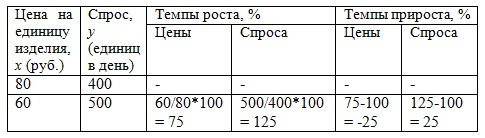 Цена на единицу изделия, x (руб.)
Спрос, y (единиц в день)
Темпы роста, %
Темпы прироста, %
Цены
Спроса
Цены
Спроса
80
400
-
-
-
-
60
500
60/80*100 = 75
500/400*100 = 125
75-100 = -25
125-100 = 25